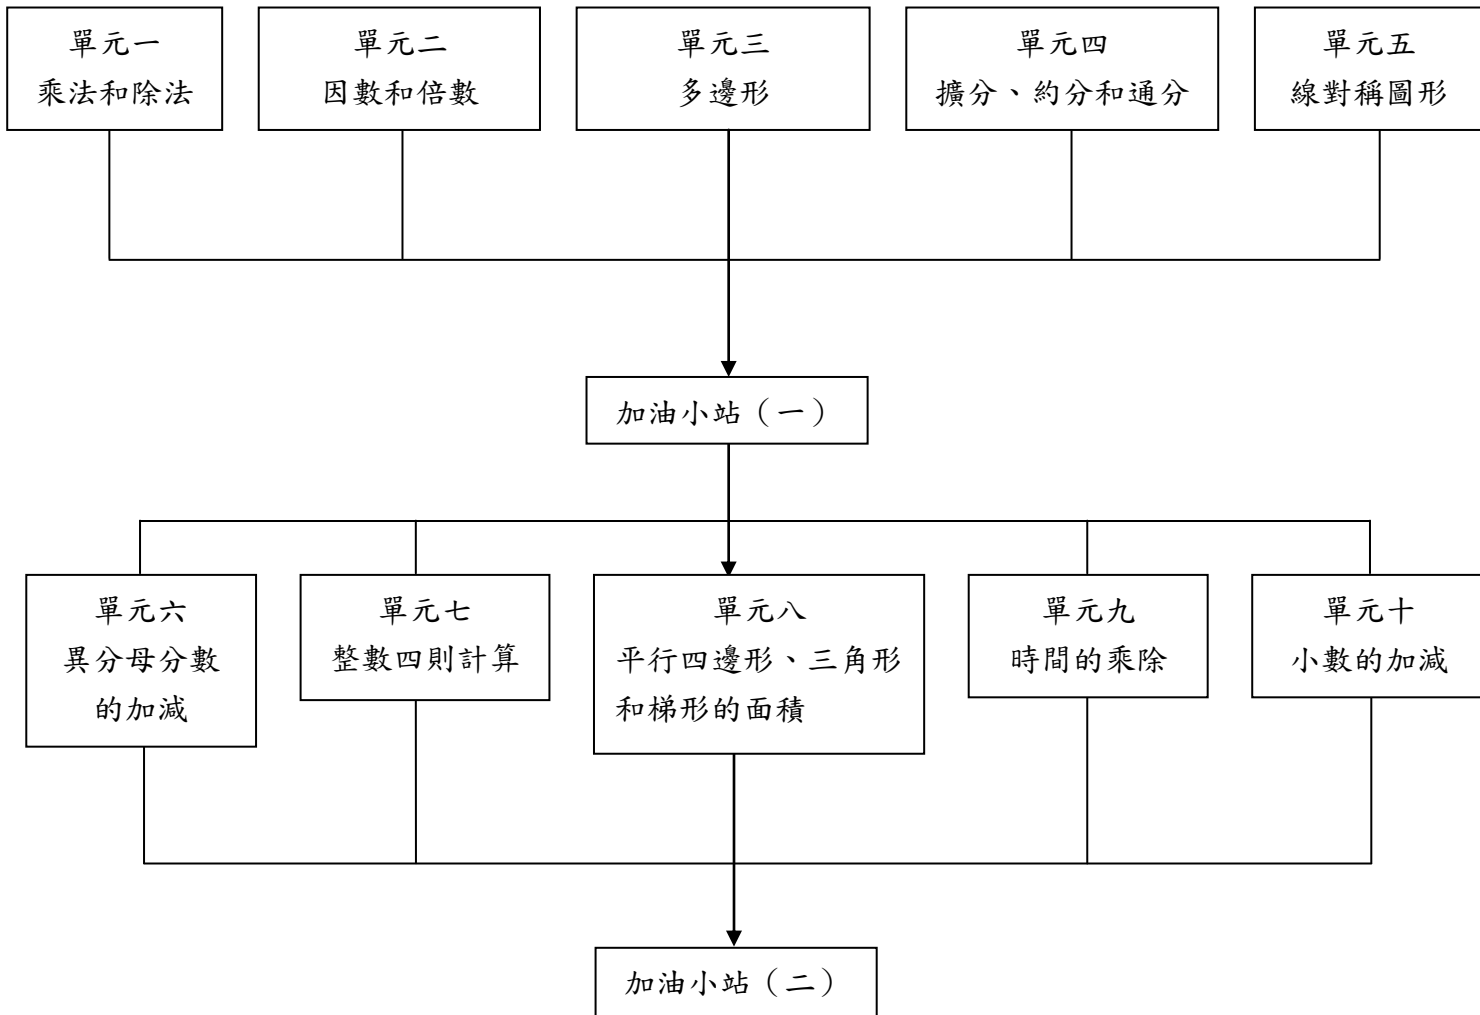 單元一
乘法和除法
單元二
因數和倍數
單元三
多邊形
單元四
擴分、約分和通分
單元五
線對稱圖形
加油小站（一）
單元六
異分母分數
的加減
單元七
整數四則計算
單元八
平行四邊形、三角形
和梯形的面積
單元九
時間的乘除
單元十
小數的加減
加油小站（二）